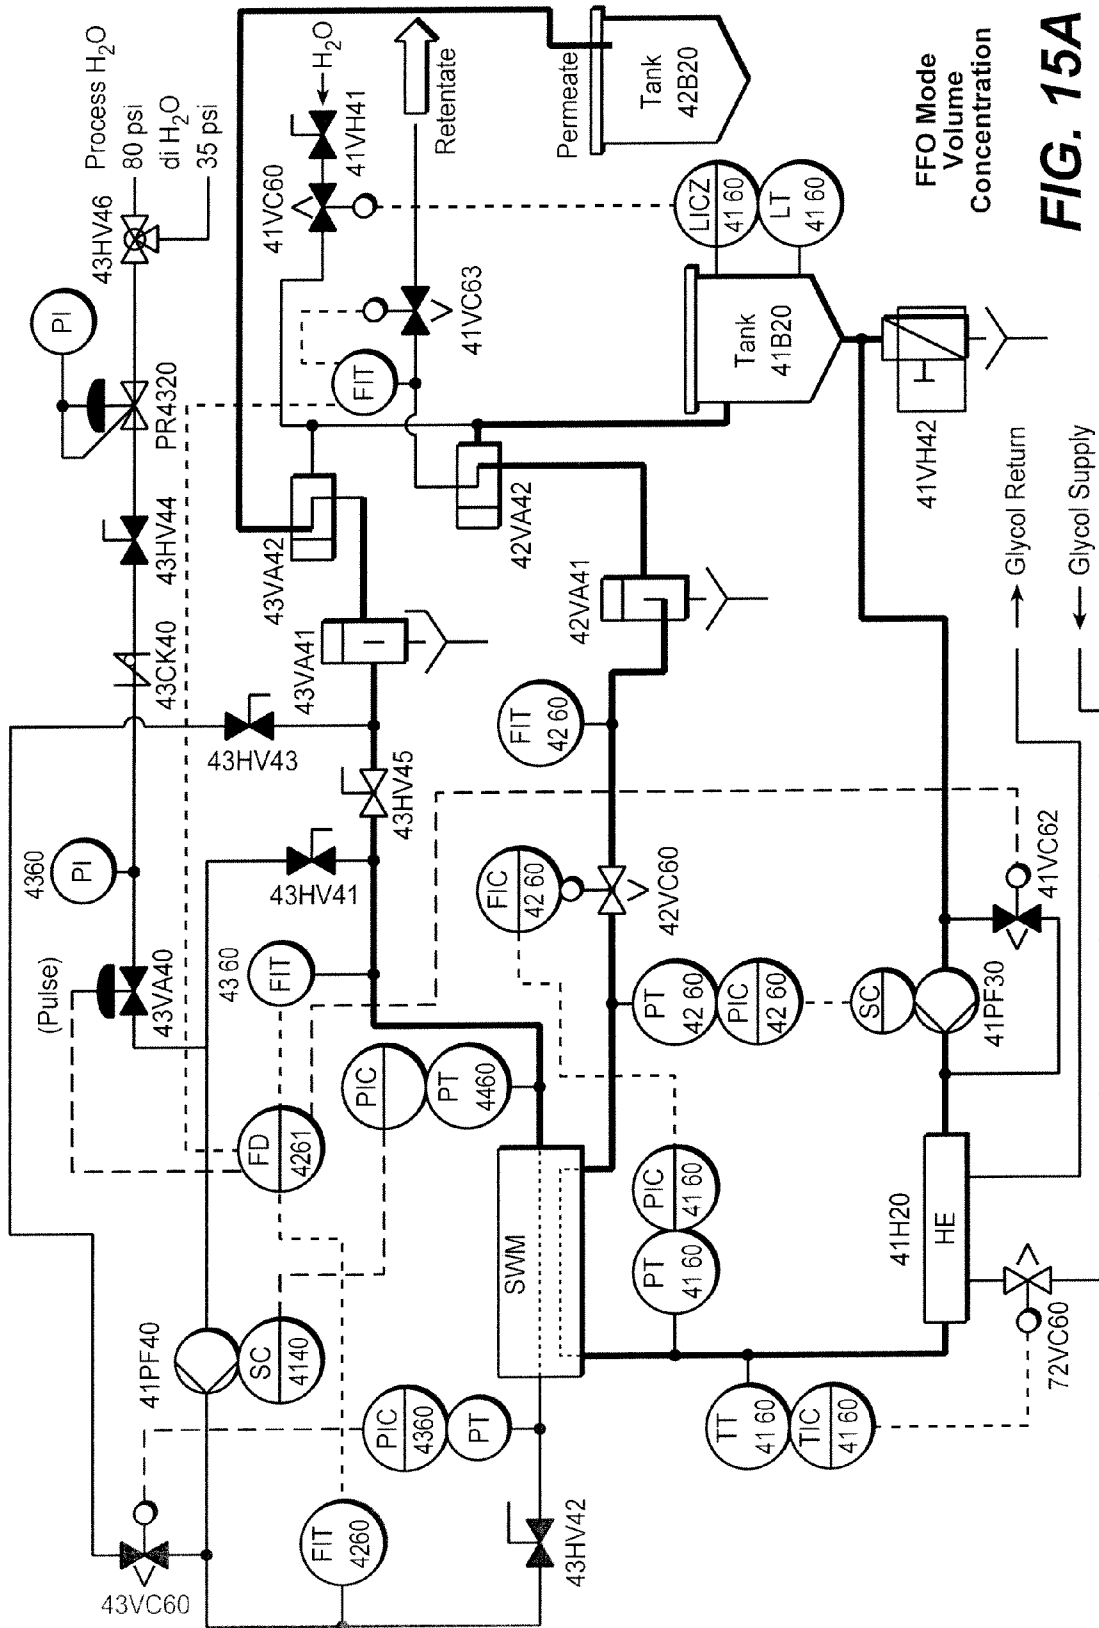 Process H2O
80 psi
di H2O
35 psi
43HV46
PI
PR4320
43HV44
43CK40
4360
PI
(Pulse)
43VA40
41PF40
SC
4140
43VC60
H2O
41VH41
41VC60
Retentate
41VC63
FIT
43VA42
43VA41
43HV43
43HV45
43HV41
43 60
FIT
FD
4261
PIC
PT
4460
PIC
4360
PT
FIT
4260
43HV42
Permeate
Tank
42B20
LICZ
41 60
LT
41 60
Tank
41B20
41VH42
42VA42
42VA41
FIT
42 60
FIC
42 60
42VC60
PT
42 60
PIC
42 60
SC
41PF30
41VC62
SWM
PIC
41 60
PT
41 60
TT
41 60
TIC
41 60
41H20
HE
72VC60
Glycol Return
Glycol Supply
FFO Mode
Volume
Concentration
FIG. 15A